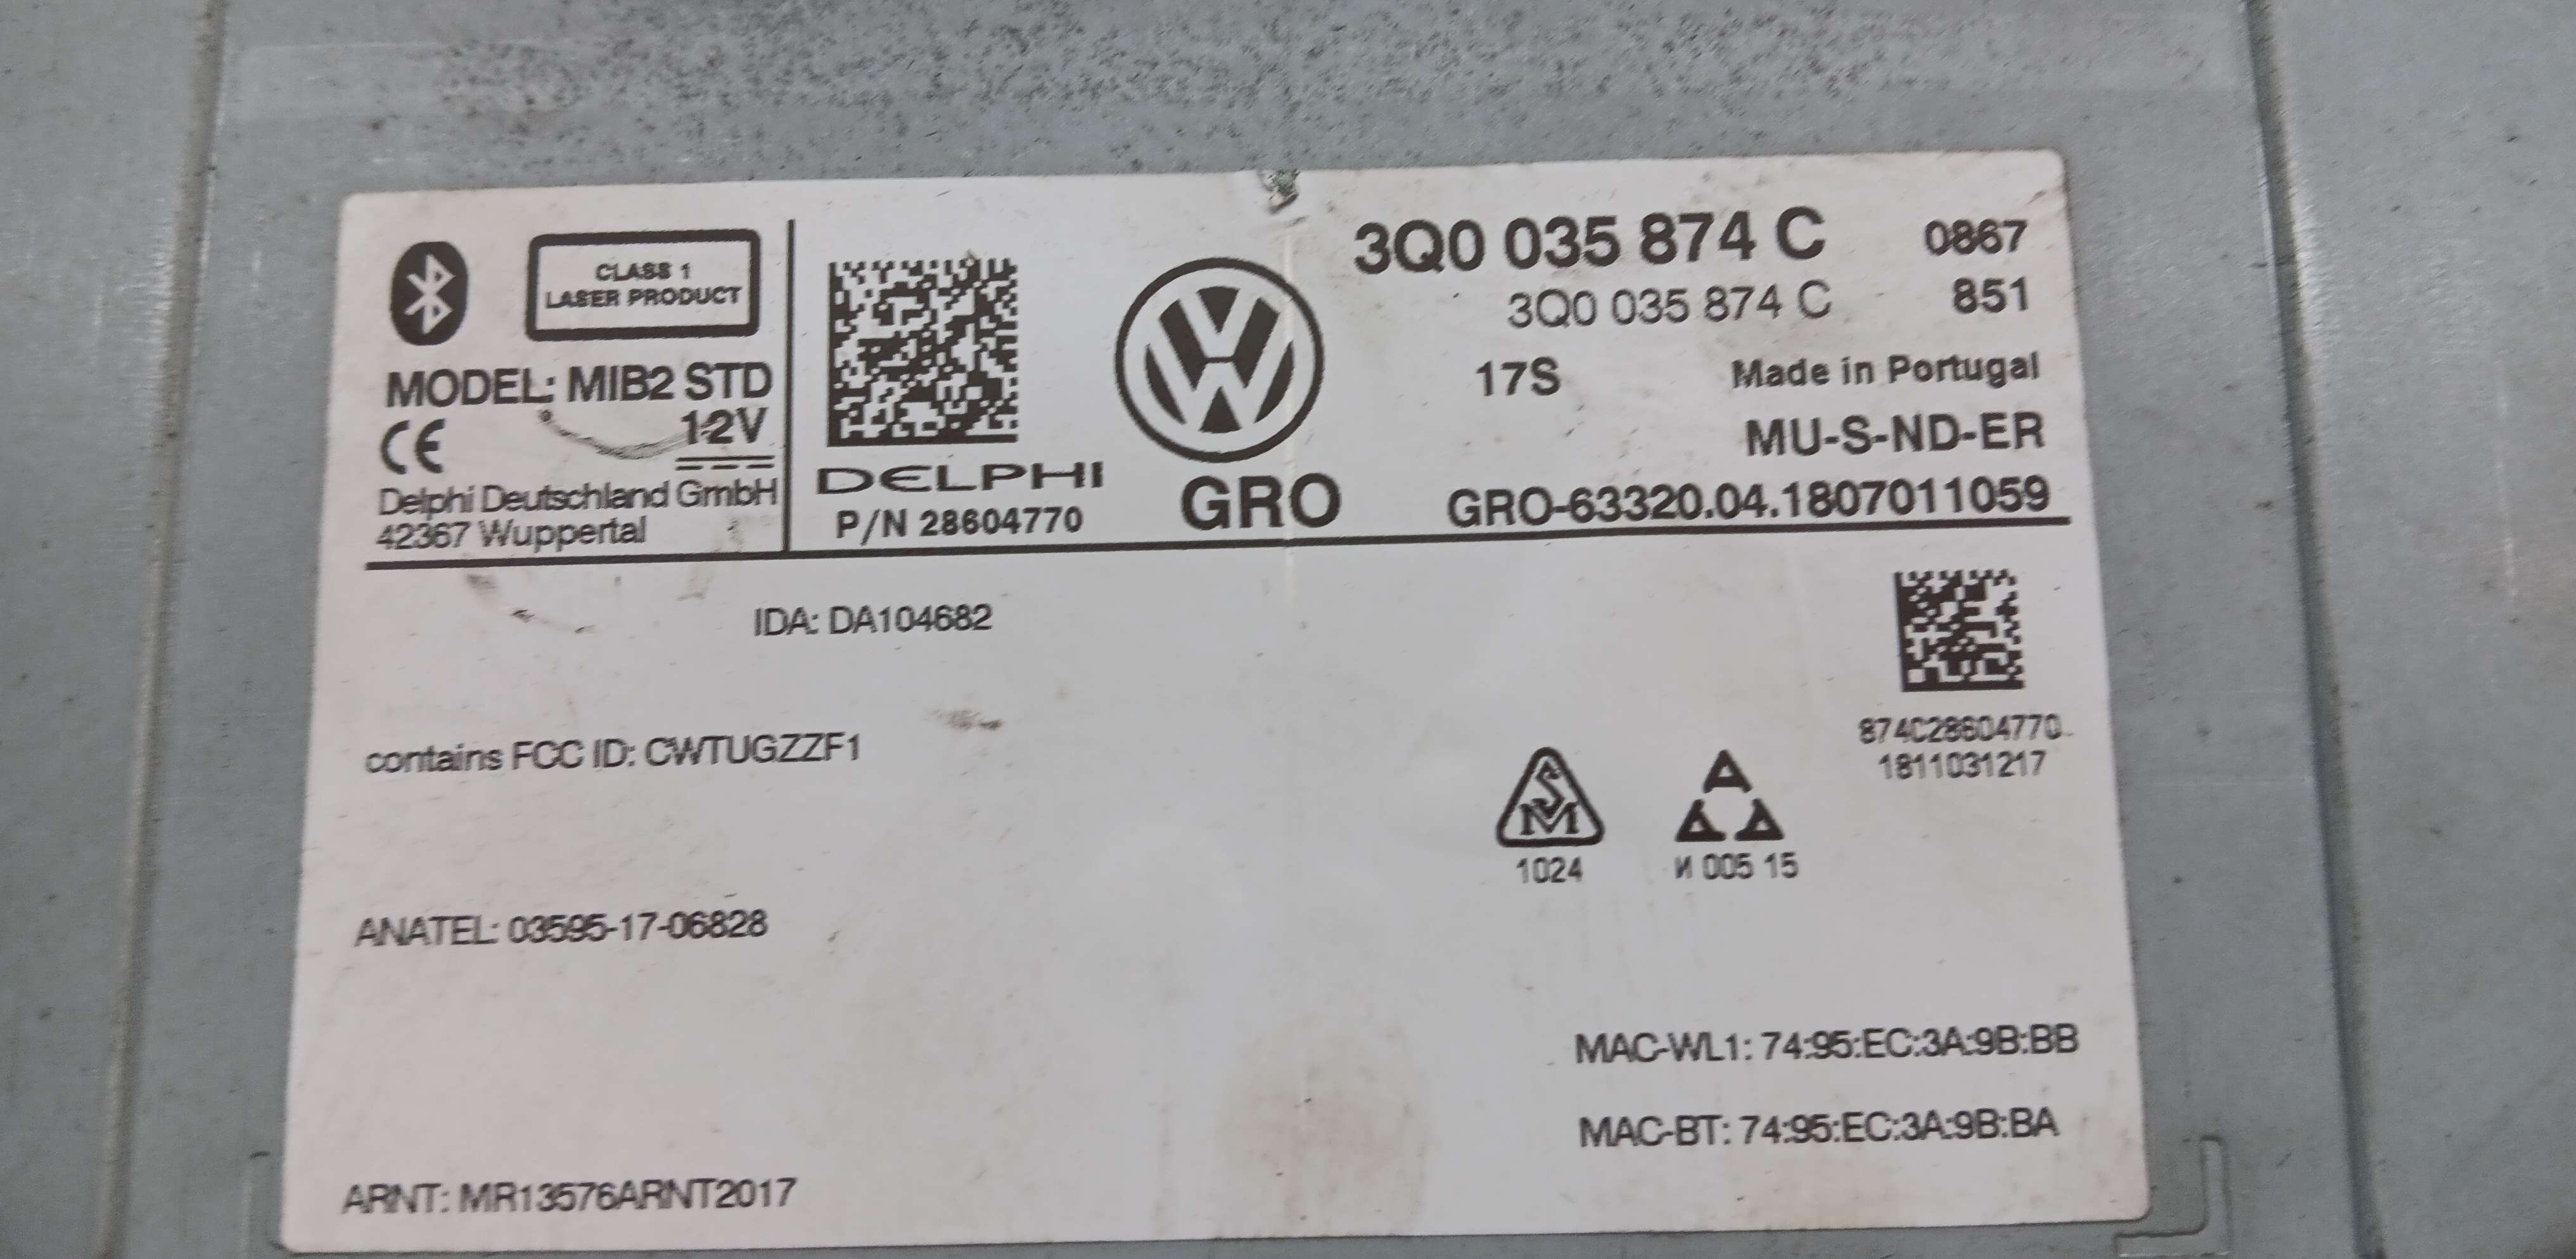 CLASS 1
LASER PRODUCT
MODEL: MIB2 STD
12V
CE
Delphi Deutschland GmbH
42367 Wuppertal
DELPHI
P/N 28604770
GRO
3Q0 035 874 C 0867
3Q0 035 874 C 851
17S Made in Portugal
MU-S-ND-ER
GRO-63320.04.1807011059
IDA: DA104682
874C28604770
1811031217
contains FCC ID: CWTUGZZF1
SM
1024
A
И 005 15
ANATEL: 03595-17-06828
MAC-WL1: 74:95:EC:3A:9B:BB
MAC-BT: 74:95:EC:3A:9B:BA
ARNT: MR13576ARNT2017